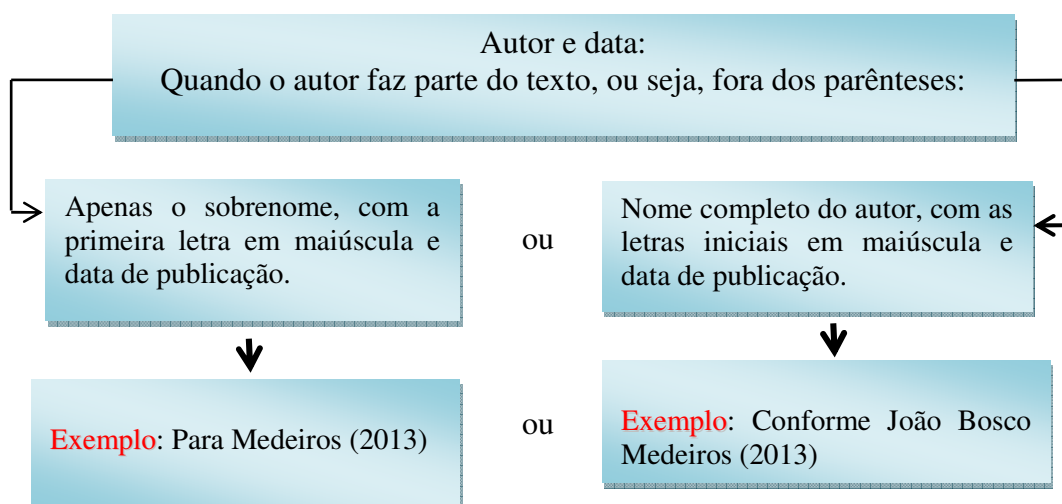 Autor e data:
Quando o autor faz parte do texto, ou seja, fora dos parênteses:
Apenas o sobrenome, com a
primeira letra em maiúscula e
data de publicação.
ou
Nome completo do autor, com as
letras iniciais em maiúscula e
data de publicação.
Exemplo: Para Medeiros (2013)
ou
Exemplo: Conforme João Bosco
Medeiros (2013)